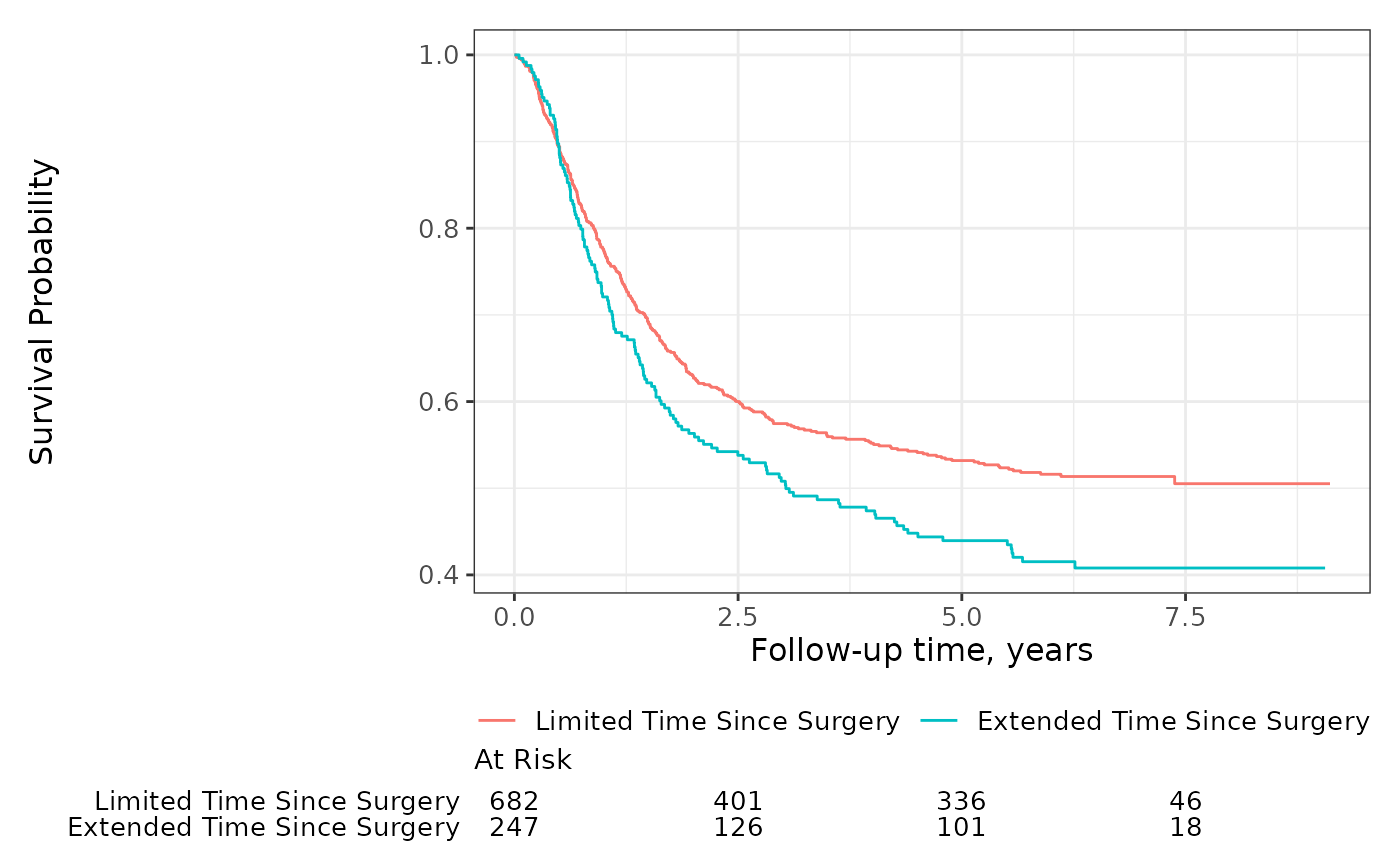 Survival Probability
1.0
0.8
0.6
0.4
0.0 2.5 5.0 7.5
Follow-up time, years
Limited Time Since Surgery Extended Time Since Surgery
At Risk
Limited Time Since Surgery 682 401 336 46
Extended Time Since Surgery 247 126 101 18